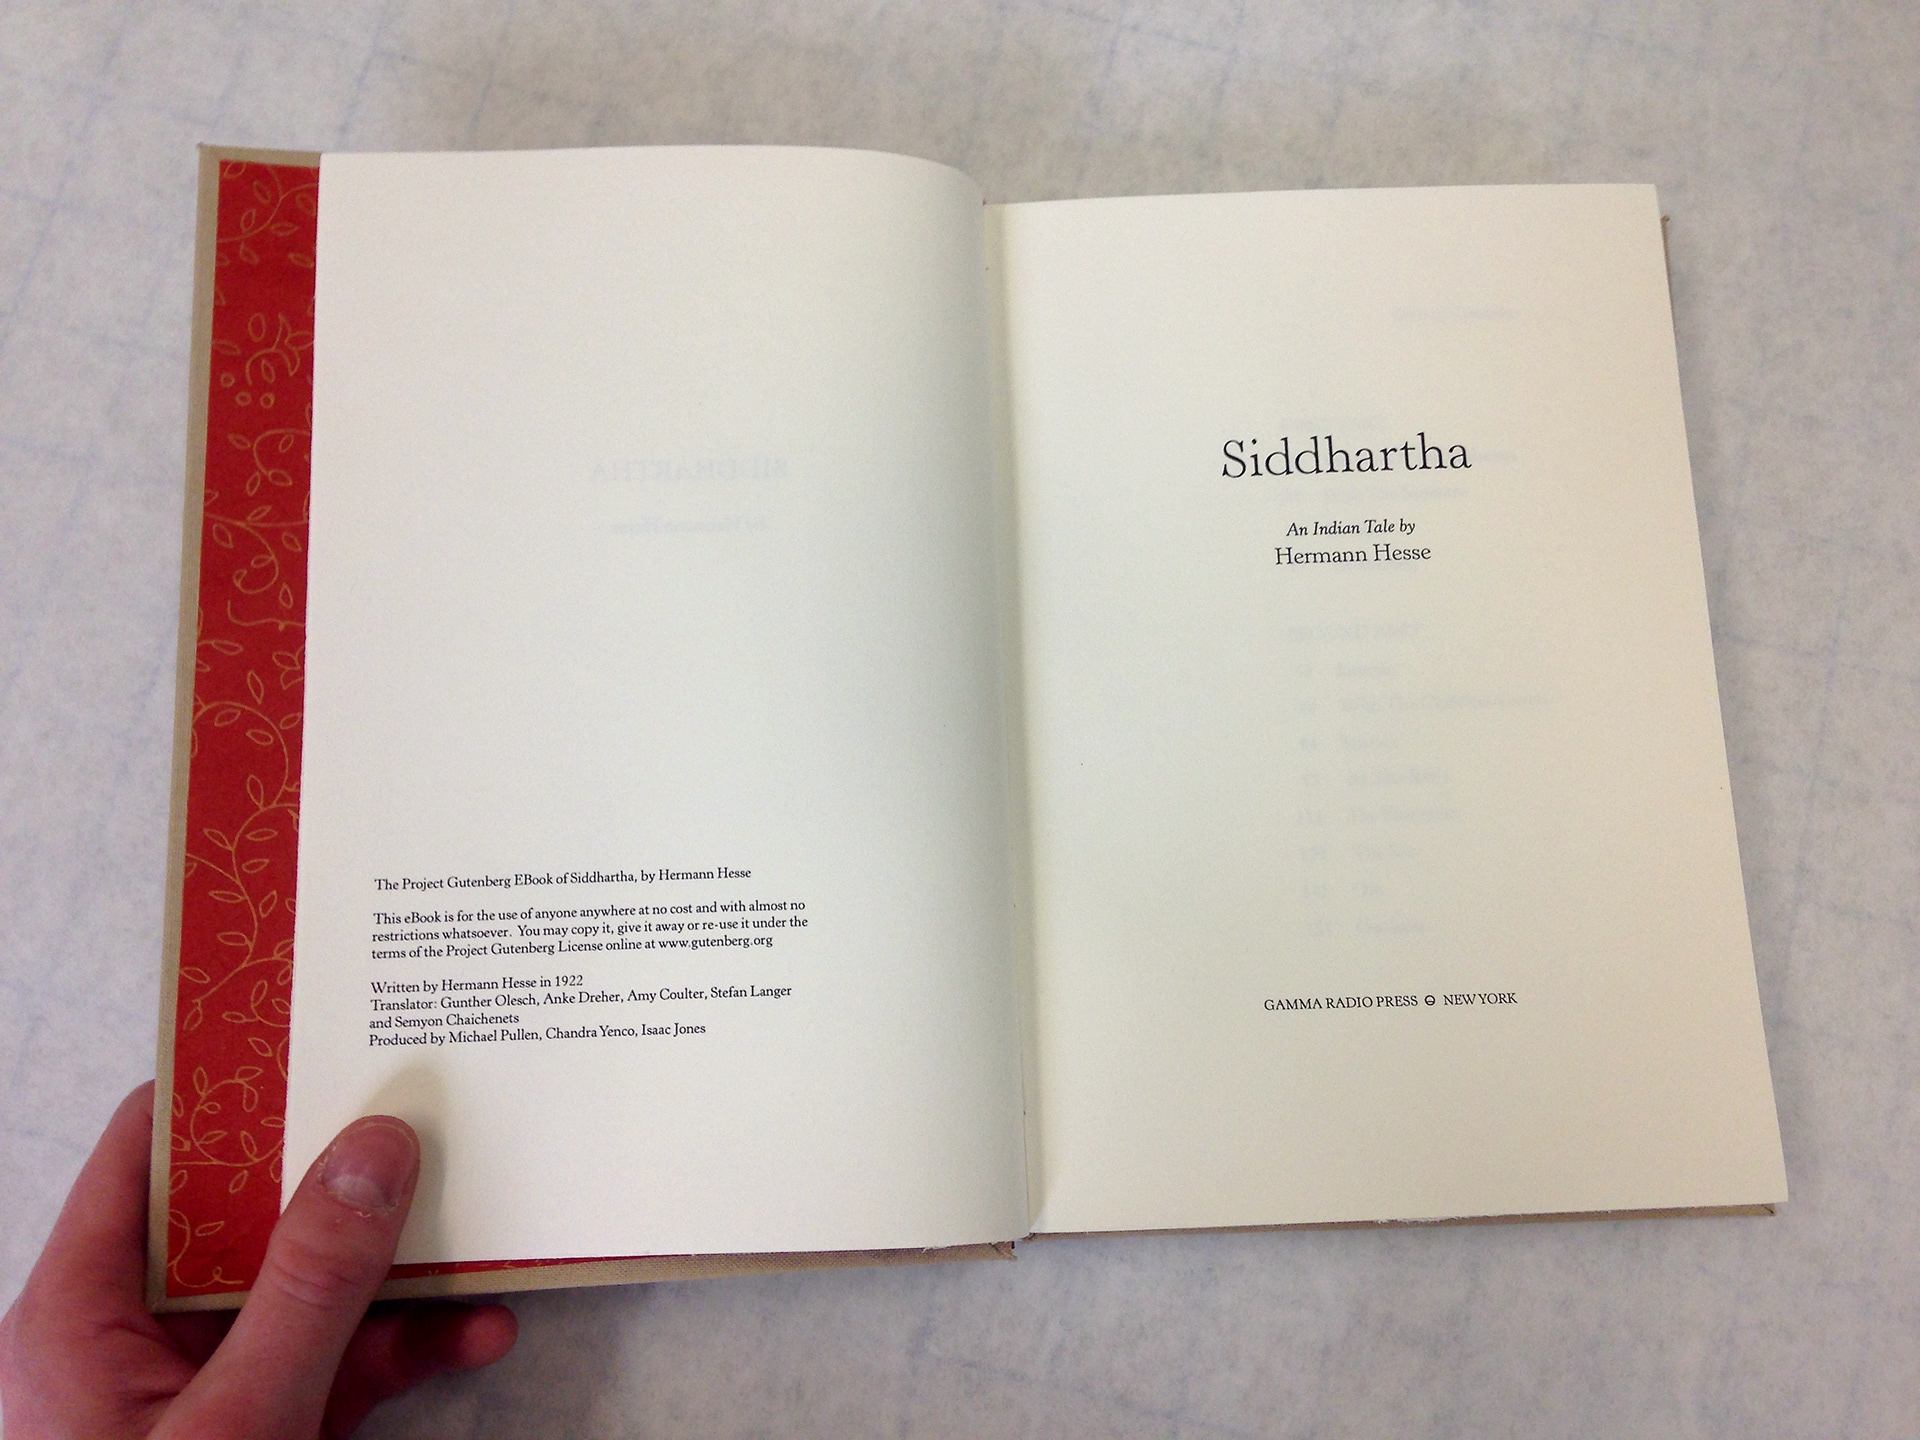 The Project Gutenberg EBook of Siddhartha, by Hermann Hesse
This eBook is for the use of anyone anywhere at no cost and with almost no
restrictions whatsoever. You may copy it, give it away or re-use it under the
terms of the Project Gutenberg License online at www.gutenberg.org
Written by Hermann Hesse in 1922
Translator: Gunther Olesch, Anke Dreher, Amy Coulter, Stefan Langer
and Semyon Chaichenets
Produced by Michael Pullen, Chandra Yenco, Isaac Jones
Siddhartha
An Indian Tale by
Hermann Hesse
GAMMA RADIO PRESS NEW YORK